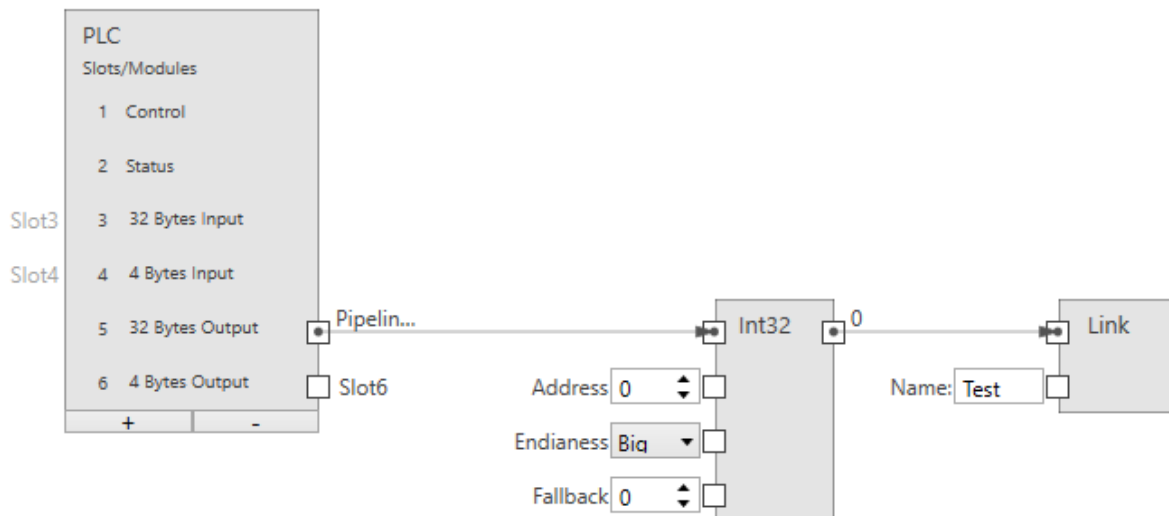 PLC
Slots/Modules
1 Control
2 Status
Slot3 3 32 Bytes Input
Slot4 4 4 Bytes Input
5 32 Bytes Output Pipelin... Int32 0 Link
6 4 Bytes Output Slot6 Address 0 Name: Test
+ -
Endianess Big
Fallback 0